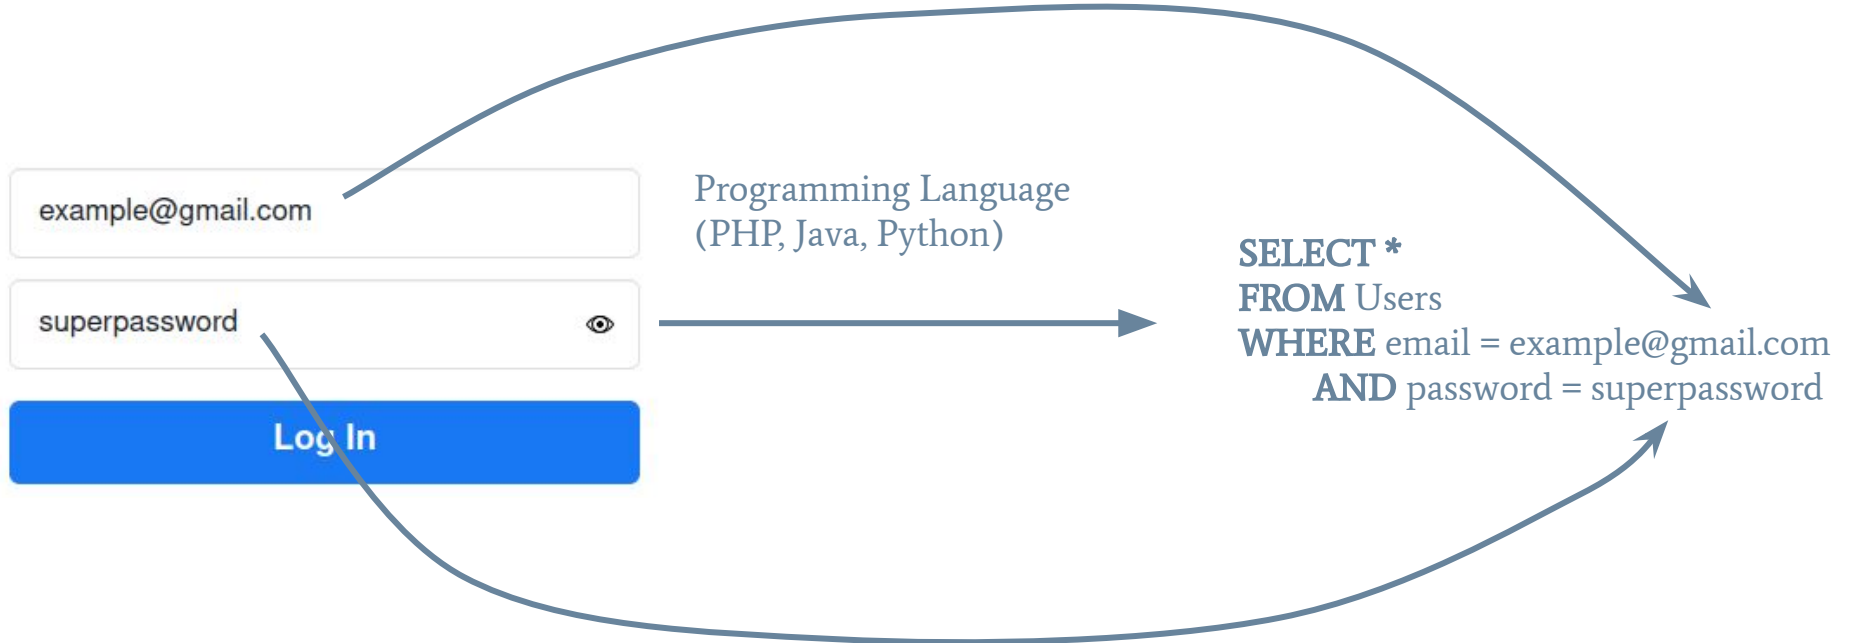 example@gmail.com
superpassword
Log In
Programming Language
(PHP, Java, Python)
SELECT *
FROM Users
WHERE email = example@gmail.com
AND password = superpassword